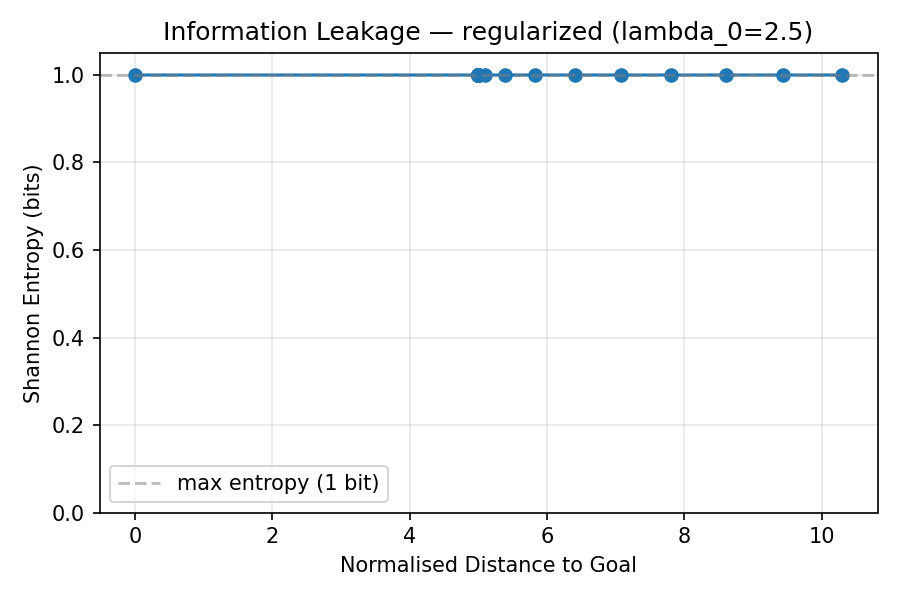 Information Leakage — regularized (lambda_0=2.5)
Shannon Entropy (bits)
1.0
0.8
0.6
0.4
0.2
0.0
max entropy (1 bit)
0 2 4 6 8 10
Normalised Distance to Goal